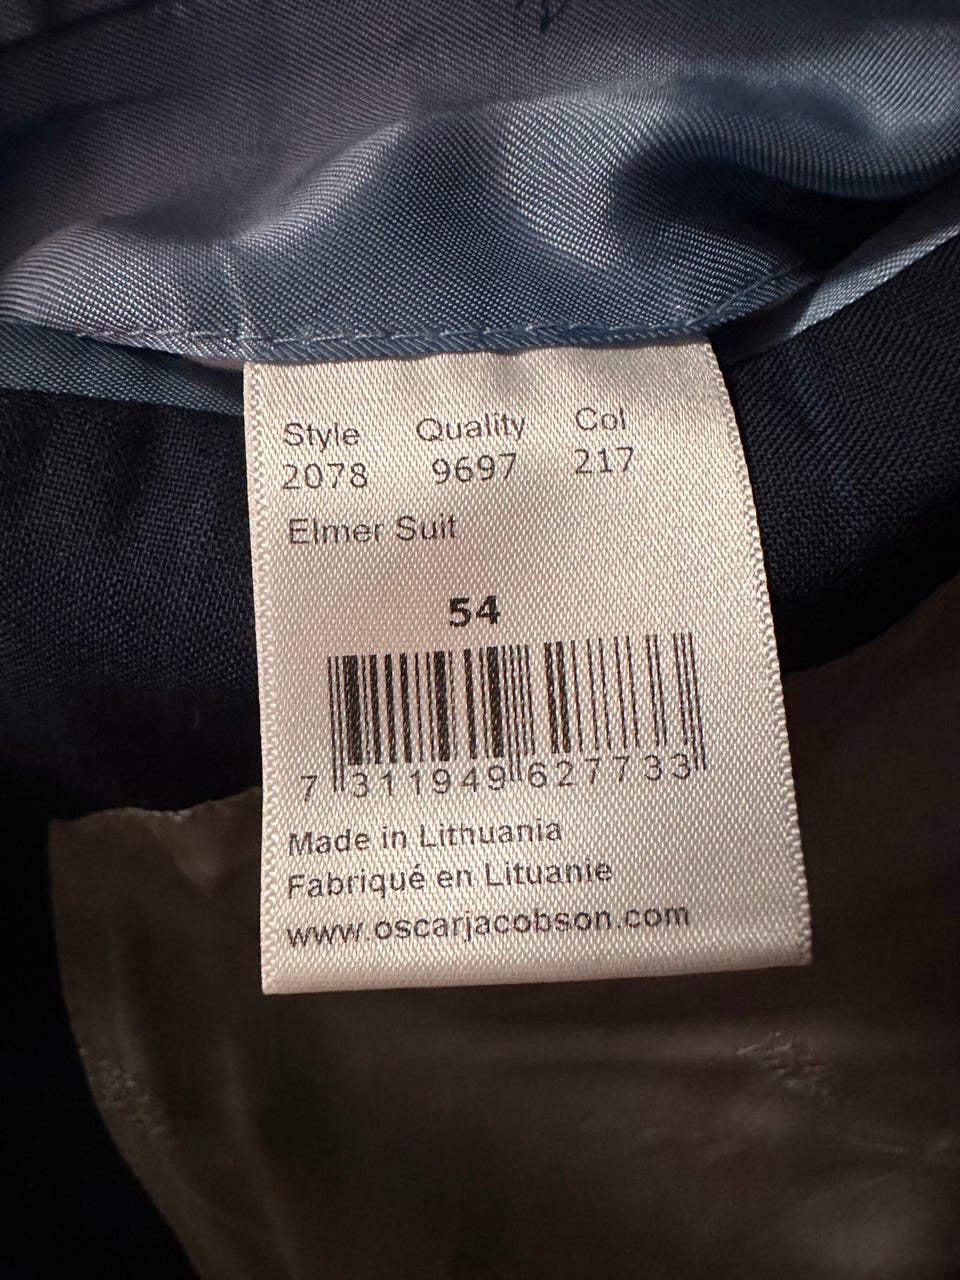 Style Quality Col
2078 9697 217
Elmer Suit
54
7 311949 627733
Made in Lithuania
Fabriqué en Lituanie
www.oscarjacobson.com